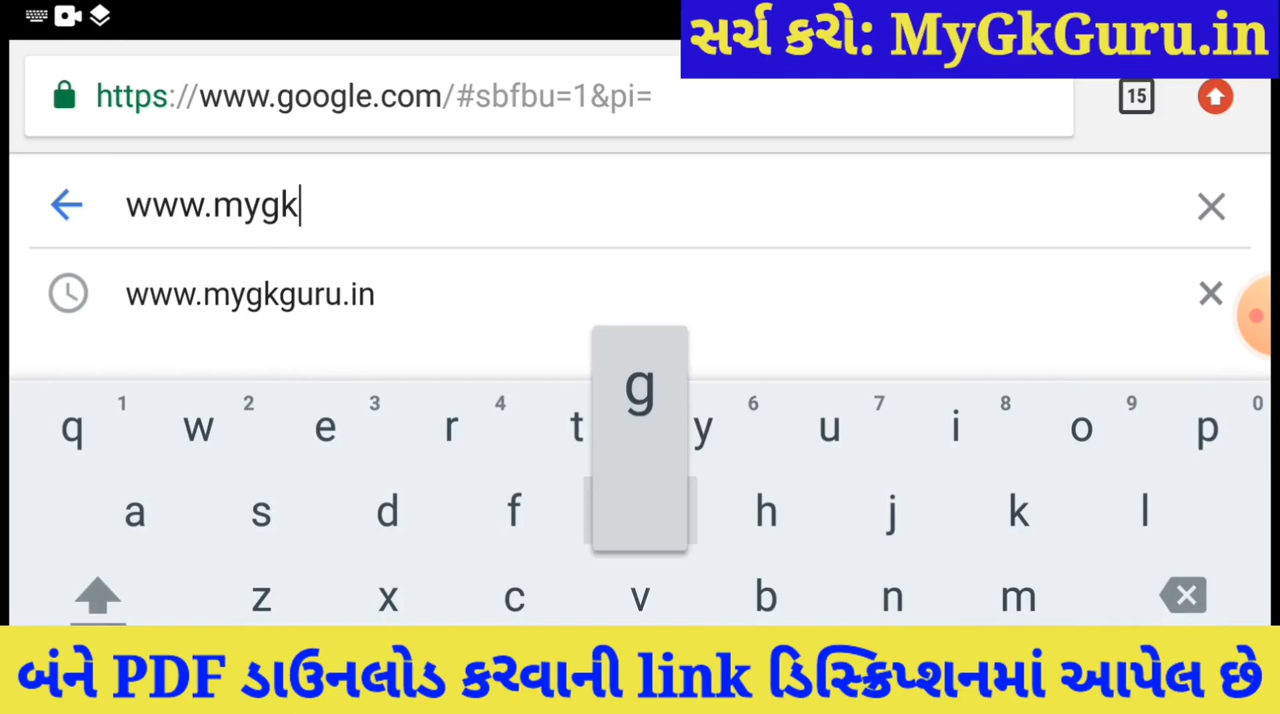 સર્ચ કરો: MyGkGuru.in
https://www.google.com/#sbfbu=1&pi=
15
www.mygk
www.mygkguru.in
g
1 2 3 4 6 7 8 9 0
q w e r t y u i o p
a s d f h j k l
z x c v b n m
બંને PDF ડાઉનલોડ કરવાની link ડિસ્ક્રિપ્શનમાં આપેલ છે